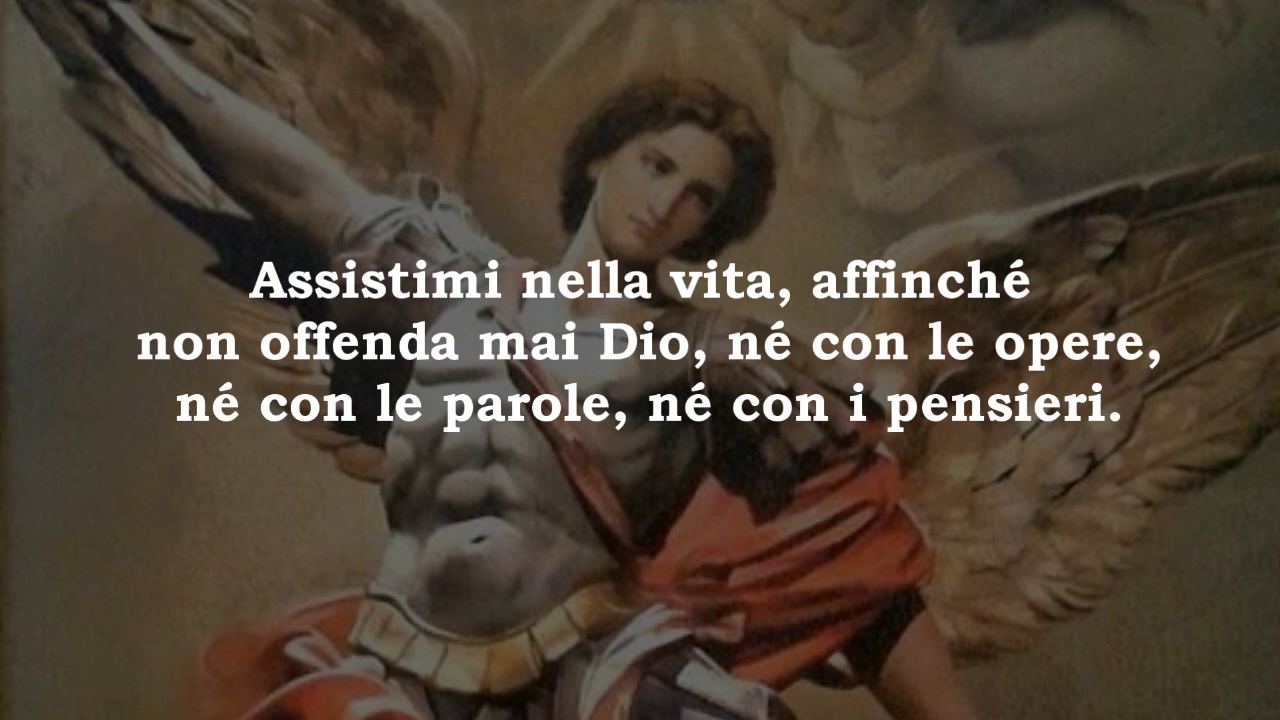 Assistimi nella vita, affinché
non offenda mai Dio, né con le opere,
né con le parole, né con i pensieri.